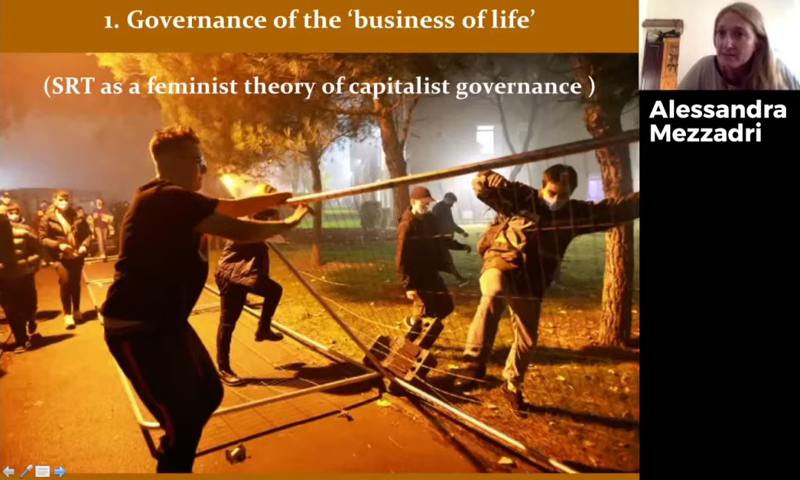 1. Governance of the ‘business of life’
(SRT as a feminist theory of capitalist governance )
Alessandra
Mezzadri